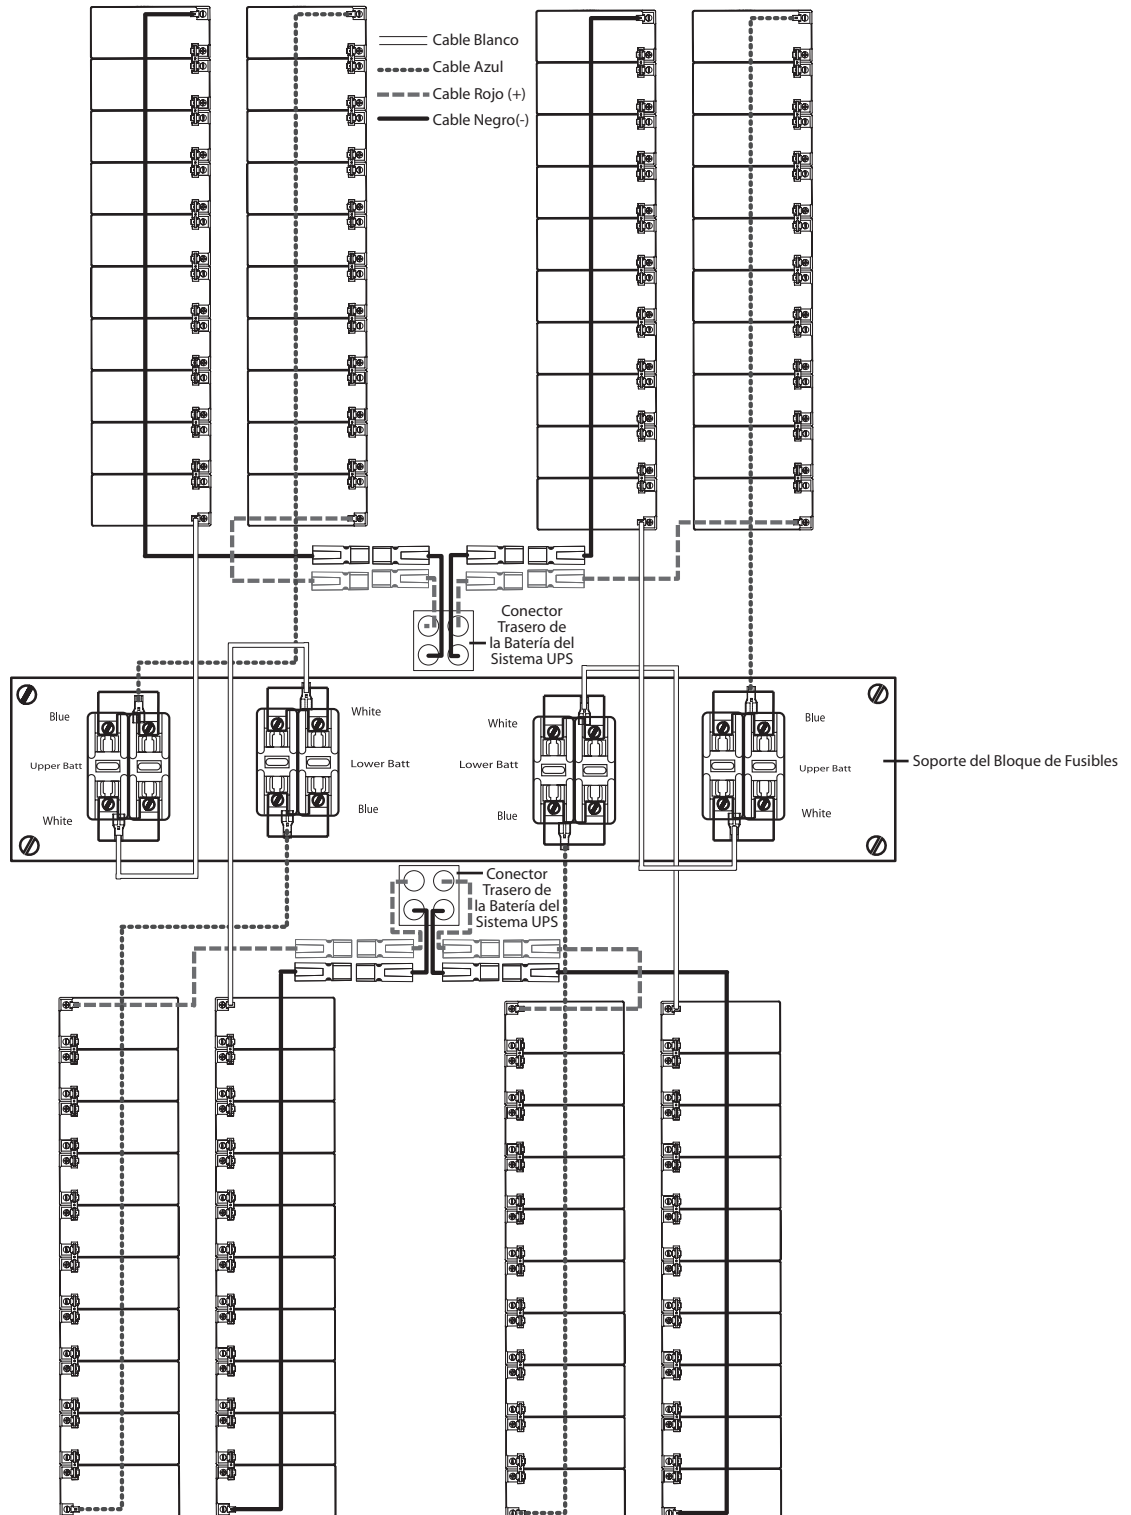 Cable Blanco
Cable Azul
Cable Rojo (+)
Cable Negro(-)
Conector
Trasero de
la Batería del
Sistema UPS
Blue
Upper Batt
White
White
Lower Batt
Blue
White
Lower Batt
Blue
Blue
Upper Batt
White
Soporte del Bloque de Fusibles
Conector
Trasero de
la Batería del
Sistema UPS